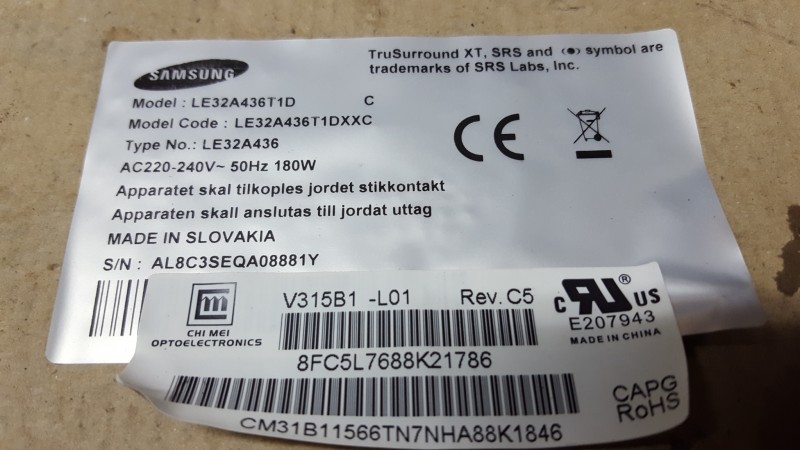 SAMSUNG
TruSurround XT, SRS and (●) symbol are
trademarks of SRS Labs, Inc.
Model : LE32A436T1D C
Model Code : LE32A436T1DXXC
Type No.: LE32A436
AC220-240V~ 50Hz 180W
Apparatet skal tilkoples jordet stikkontakt
Apparaten skall anslutas till jordat uttag
MADE IN SLOVAKIA
S/N : AL8C3SEQA08881Y
CE
CHI MEI
OPTOELECTRONICS
V315B1 -L01 Rev. C5
8FC5L7688K21786
CM31B11566TN7NHA88K1846
c RU ® US
E207943
MADE IN CHINA
CAPG
RoHS